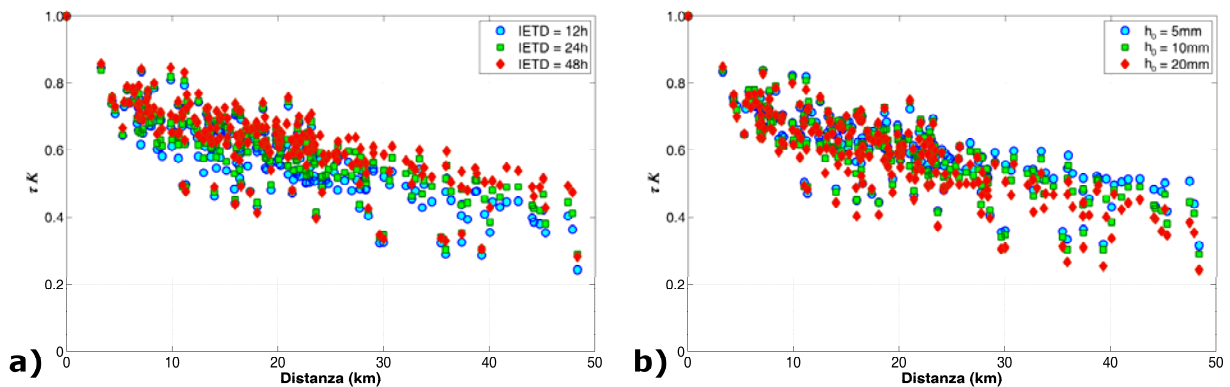 1.0
0.8
0.6
0.4
0.2
0
τ K
IETD = 12h
IETD = 24h
IETD = 48h
0 10 20 30 40 50
Distanza (km)
a)
1.0
0.8
0.6
0.4
0.2
0
τ K
h₀ = 5mm
h₀ = 10mm
h₀ = 20mm
0 10 20 30 40 50
Distanza (km)
b)